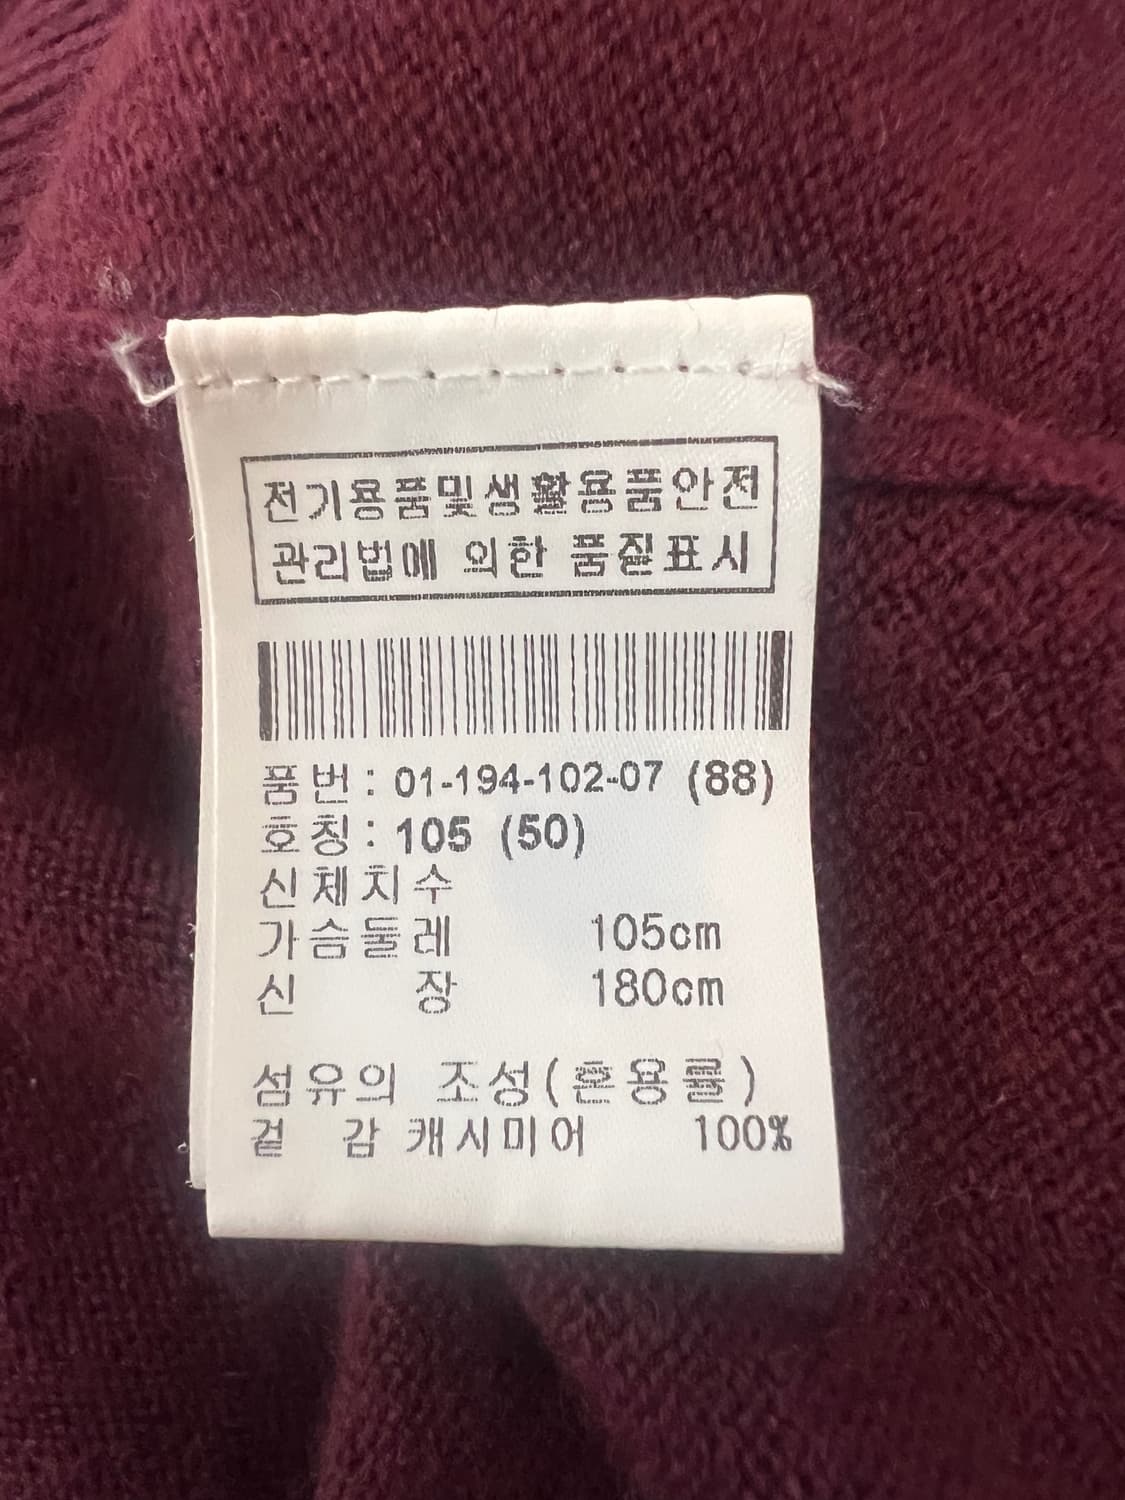 전기용품및생활용품안전
관리법에 의한 품질표시
품번: 01-194-102-07 (88)
호칭: 105 (50)
신체치수
가슴둘레 105cm
신 장 180cm
섬유의 조성(혼용률)
겉 감 캐시미어 100%